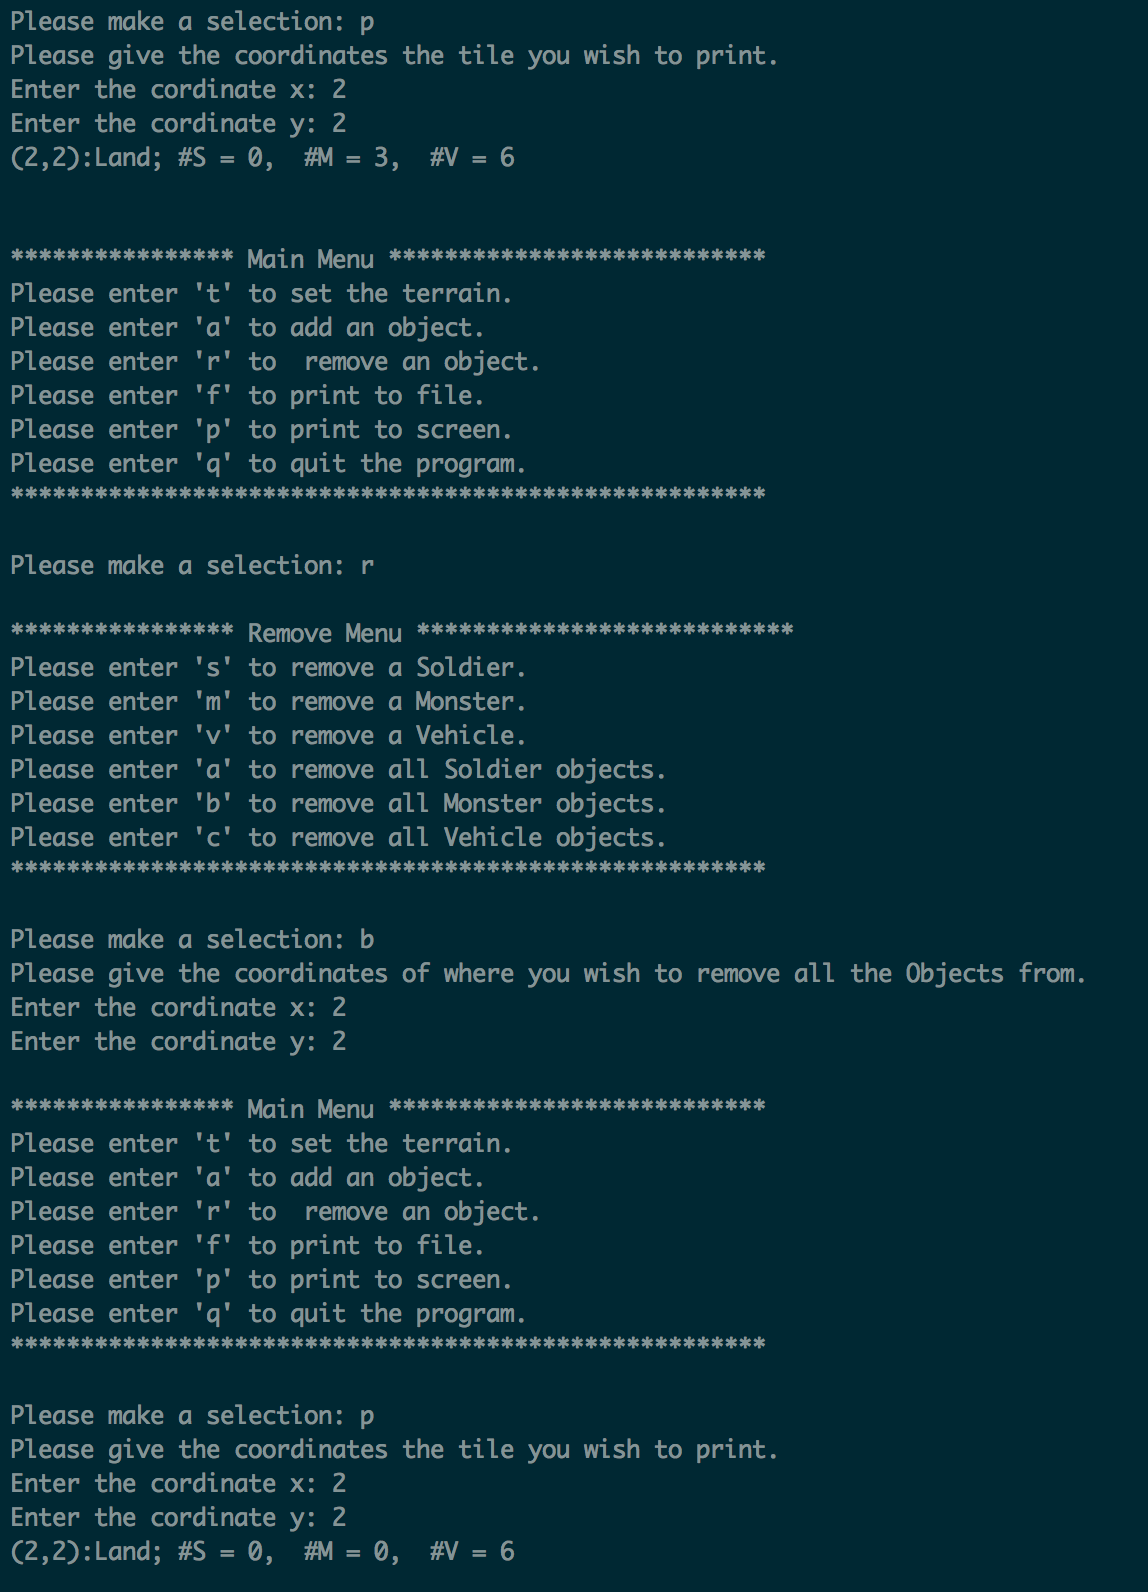 Please make a selection: p
Please give the coordinates the tile you wish to print.
Enter the cordinate x: 2
Enter the cordinate y: 2
(2,2):Land; #S = 0,  #M = 3,  #V = 6
**************** Main Menu ***************************
Please enter 't' to set the terrain.
Please enter 'a' to add an object.
Please enter 'r' to  remove an object.
Please enter 'f' to print to file.
Please enter 'p' to print to screen.
Please enter 'q' to quit the program.
******************************************************
Please make a selection: r
**************** Remove Menu ***************************
Please enter 's' to remove a Soldier.
Please enter 'm' to remove a Monster.
Please enter 'v' to remove a Vehicle.
Please enter 'a' to remove all Soldier objects.
Please enter 'b' to remove all Monster objects.
Please enter 'c' to remove all Vehicle objects.
******************************************************
Please make a selection: b
Please give the coordinates of where you wish to remove all the Objects from.
Enter the cordinate x: 2
Enter the cordinate y: 2
**************** Main Menu ***************************
Please enter 't' to set the terrain.
Please enter 'a' to add an object.
Please enter 'r' to  remove an object.
Please enter 'f' to print to file.
Please enter 'p' to print to screen.
Please enter 'q' to quit the program.
******************************************************
Please make a selection: p
Please give the coordinates the tile you wish to print.
Enter the cordinate x: 2
Enter the cordinate y: 2
(2,2):Land; #S = 0,  #M = 0,  #V = 6